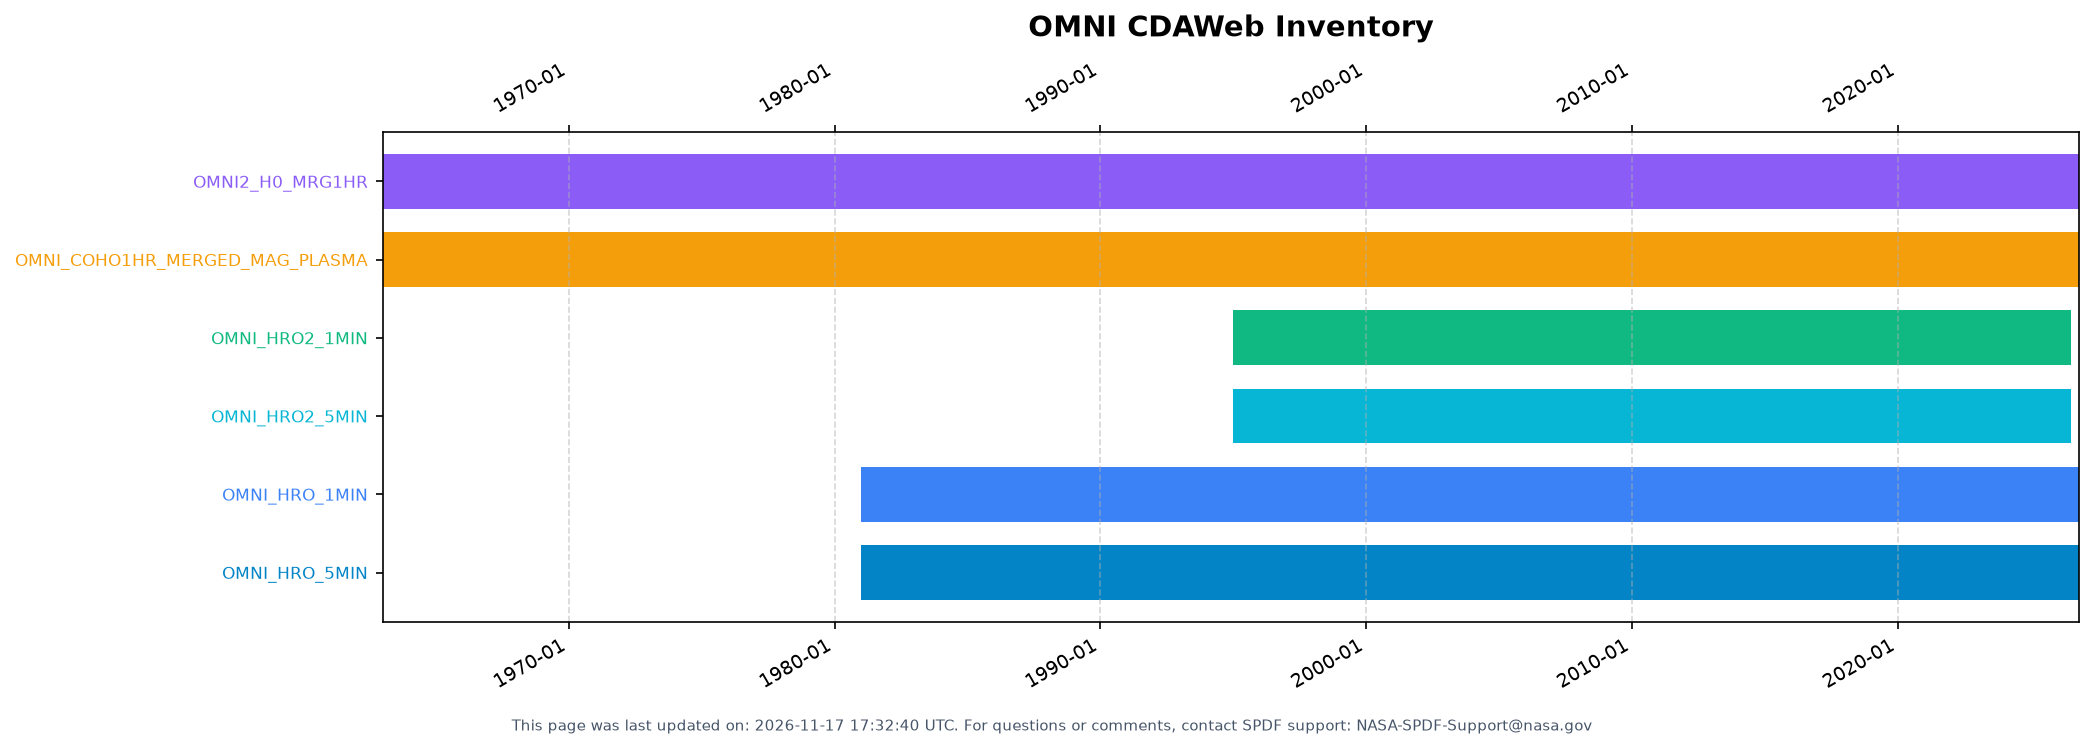 OMNI CDAWeb Inventory
1970-01 1980-01 1990-01 2000-01 2010-01 2020-01
OMNI2_H0_MRG1HR
OMNI_COHO1HR_MERGED_MAG_PLASMA
OMNI_HRO2_1MIN
OMNI_HRO2_5MIN
OMNI_HRO_1MIN
OMNI_HRO_5MIN
1970-01 1980-01 1990-01 2000-01 2010-01 2020-01
This page was last updated on: 2026-11-17 17:32:40 UTC. For questions or comments, contact SPDF support: NASA-SPDF-Support@nasa.gov